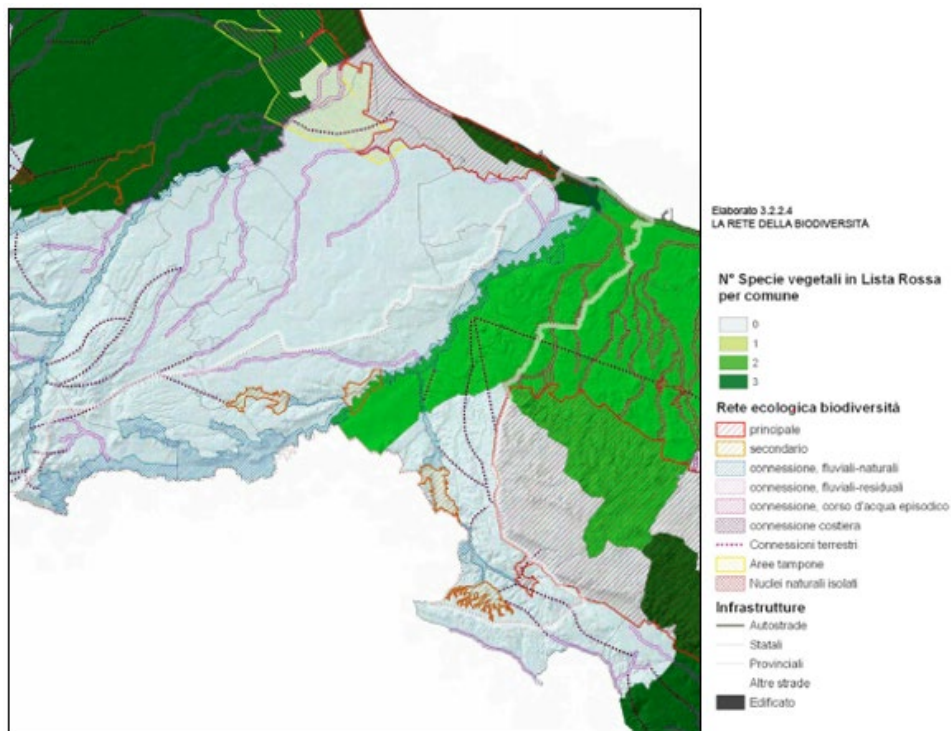 Elaborato 3.2.2.4
LA RETE DELLA BIODIVERSITÀ
N° Specie vegetali in Lista Rossa
per comune
0
1
2
3
Rete ecologica biodiversità
principale
secondario
connessione, fluviali-naturali
connessione, fluviali-residuali
connessione, corso d'acqua episodico
connessione costiera
Connessioni terrestri
Aree tampone
Nuclei naturali isolati
Infrastrutture
Autostrade
Statali
Provinciali
Altre strade
Edificato